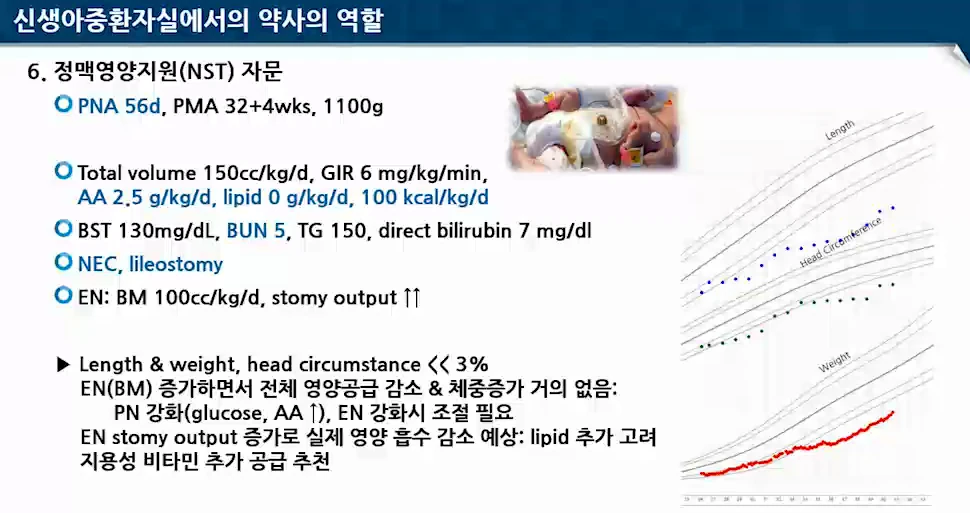 신생아중환자실에서의 약사의 역할
6. 정맥영양지원(NST) 자문
PNA 56d, PMA 32+4wks, 1100g
Total volume 150cc/kg/d, GIR 6 mg/kg/min,
AA 2.5 g/kg/d, lipid 0 g/kg/d, 100 kcal/kg/d
BST 130mg/dL, BUN 5, TG 150, direct bilirubin 7 mg/dl
NEC, lileostomy
EN: BM 100cc/kg/d, stomy output ↑↑
▶ Length & weight, head circumstance << 3%
EN(BM) 증가하면서 전체 영양공급 감소 & 체중증가 거의 없음:
PN 강화(glucose, AA ↑), EN 강화시 조절 필요
EN stomy output 증가로 실제 영양 흡수 감소 예상: lipid 추가 고려
지용성 비타민 추가 공급 추천
Length
Head Circumference
Weight